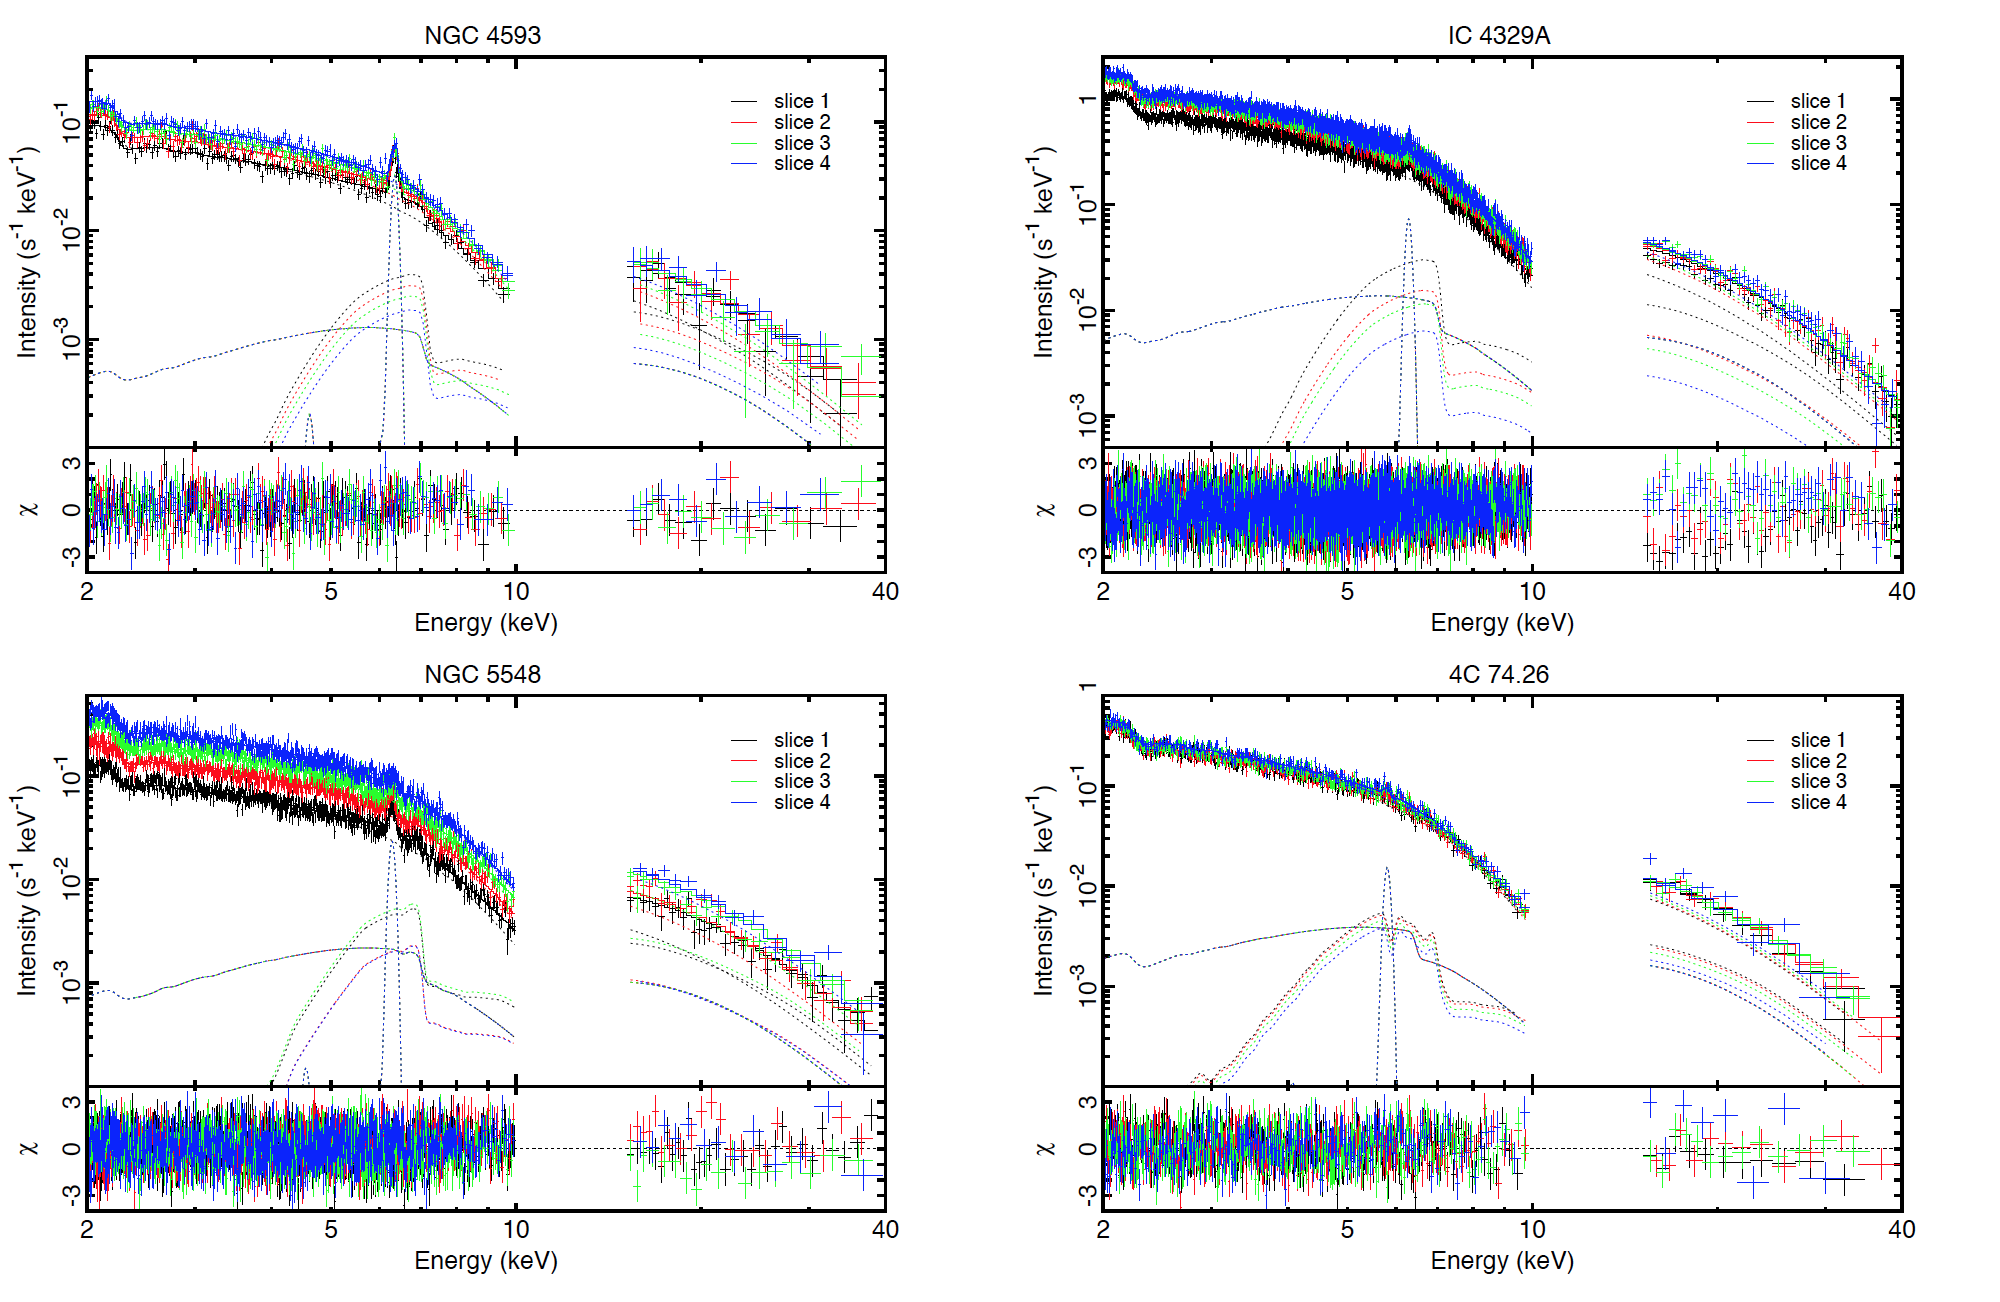 NGC 4593
Intensity (s-1 keV-1)
10-1
10-2
10-3
slice 1
slice 2
slice 3
slice 4
χ
3
0
-3
2 5 10 40
Energy (keV)
IC 4329A
Intensity (s-1 keV-1)
1
10-1
10-2
10-3
slice 1
slice 2
slice 3
slice 4
χ
3
0
-3
2 5 10 40
Energy (keV)
NGC 5548
Intensity (s-1 keV-1)
10-1
10-2
10-3
slice 1
slice 2
slice 3
slice 4
χ
3
0
-3
2 5 10 40
Energy (keV)
4C 74.26
Intensity (s-1 keV-1)
1
10-1
10-2
10-3
slice 1
slice 2
slice 3
slice 4
χ
3
0
-3
2 5 10 40
Energy (keV)